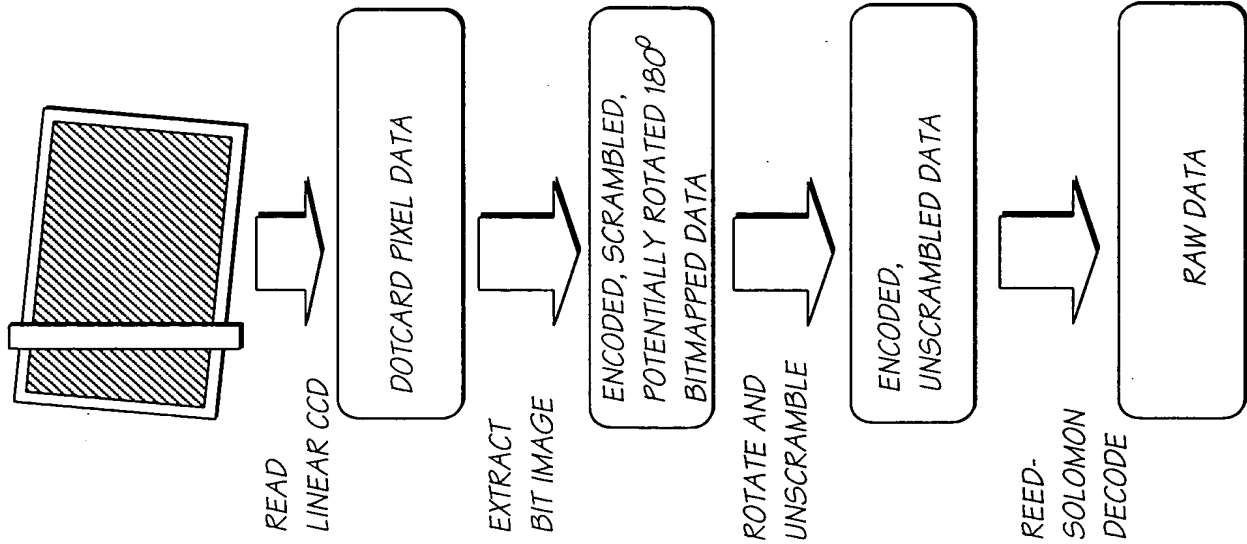 READ
LINEAR CCD
DOTCARD PIXEL DATA
EXTRACT
BIT IMAGE
ENCODED, SCRAMBLED,
POTENTIALLY ROTATED 180°
BITMAPPED DATA
ROTATE AND
UNSCRAMBLE
ENCODED,
UNSCRAMBLED DATA
REED-
SOLOMON
DECODE
RAW DATA